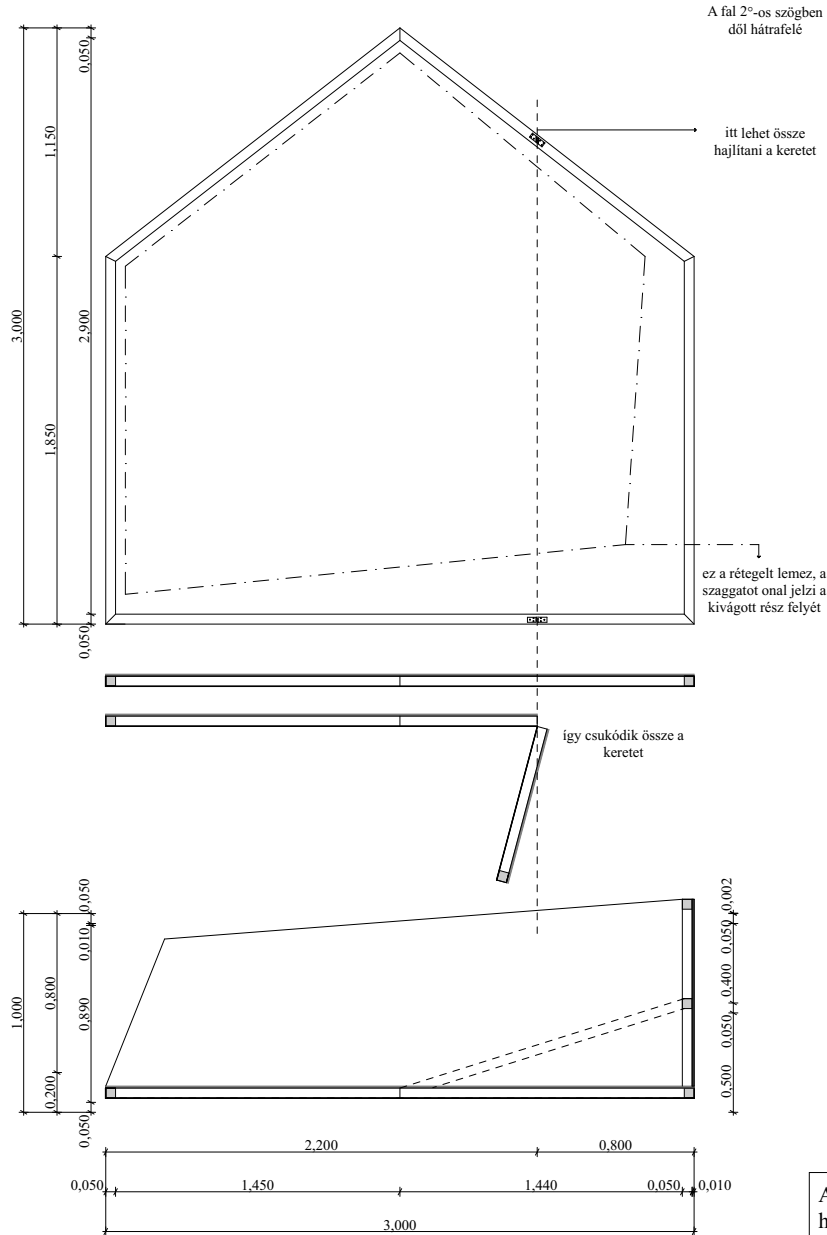 A fal 2°-os szögben
dől hátrafelé
0,050
1,150
itt lehet össze
hajlítani a keretet
3,000
2,900
1,850
ez a rétegelt lemez, a
szaggatot onal jelzi a
kivágott rész felyét
0,050
így csukódik össze a
keretet
0,050
0,010
0,800
0,890
1,000
0,200
0,050
0,002
0,050
0,400
0,050
0,500
2,200
0,800
0,050
1,450
1,440
0,050
0,010
3,000
A
h